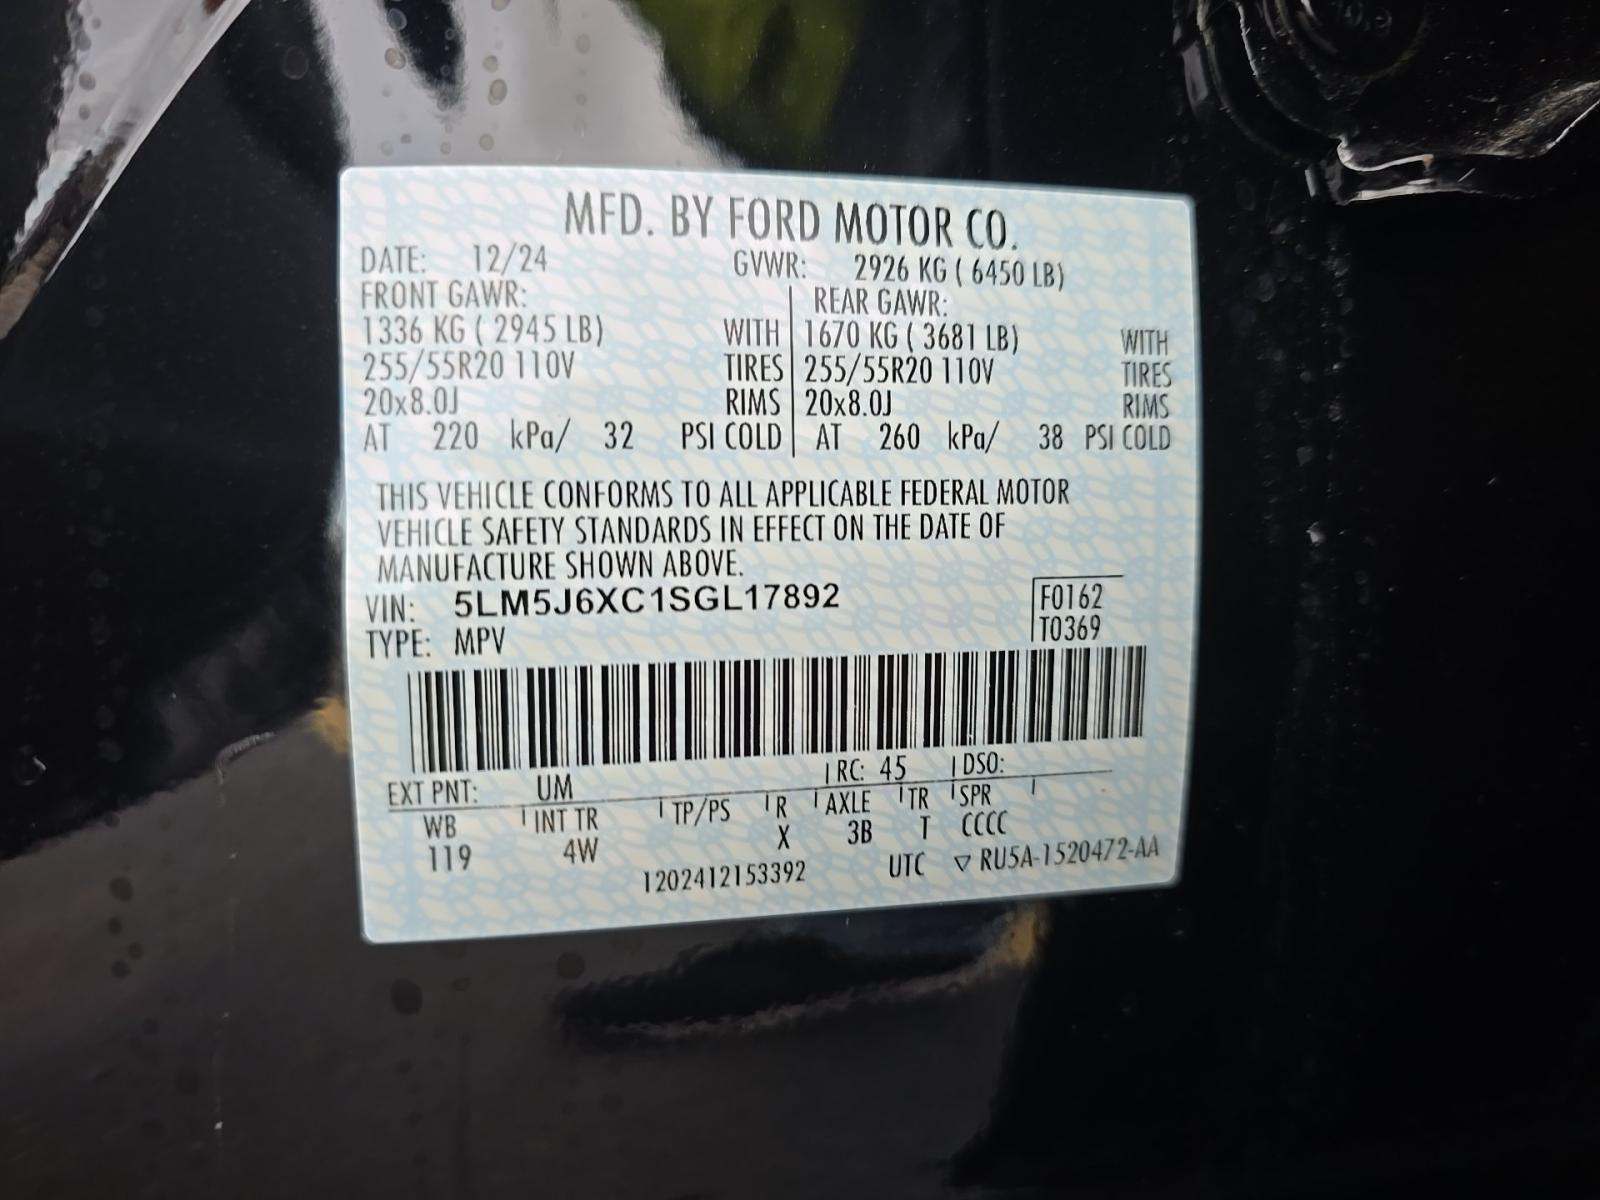 MFD. BY FORD MOTOR CO.
DATE: 12/24 GVWR: 2926 KG ( 6450 LB)
FRONT GAWR: REAR GAWR:
1336 KG ( 2945 LB) WITH 1670 KG ( 3681 LB) WITH
255/55R20 110V TIRES 255/55R20 110V TIRES
20x8.0J RIMS 20x8.0J RIMS
AT 220 kPa/ 32 PSI COLD AT 260 kPa/ 38 PSI COLD
THIS VEHICLE CONFORMS TO ALL APPLICABLE FEDERAL MOTOR
VEHICLE SAFETY STANDARDS IN EFFECT ON THE DATE OF
MANUFACTURE SHOWN ABOVE.
VIN: 5LM5J6XC1SGL17892 F0162
TYPE: MPV T0369
EXT PNT: UM RC: 45 DSO:
WB INT TR TP/PS R AXLE TR SPR
119 4W X 3B T CCCC
1202412153392 UTC ▽ RU5A-1520472-AA